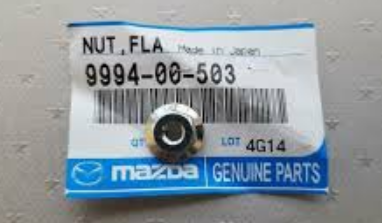 NUT, FLA Made in Japan
9994-00-503
QT LOT 4G14
mazda GENUINE PARTS